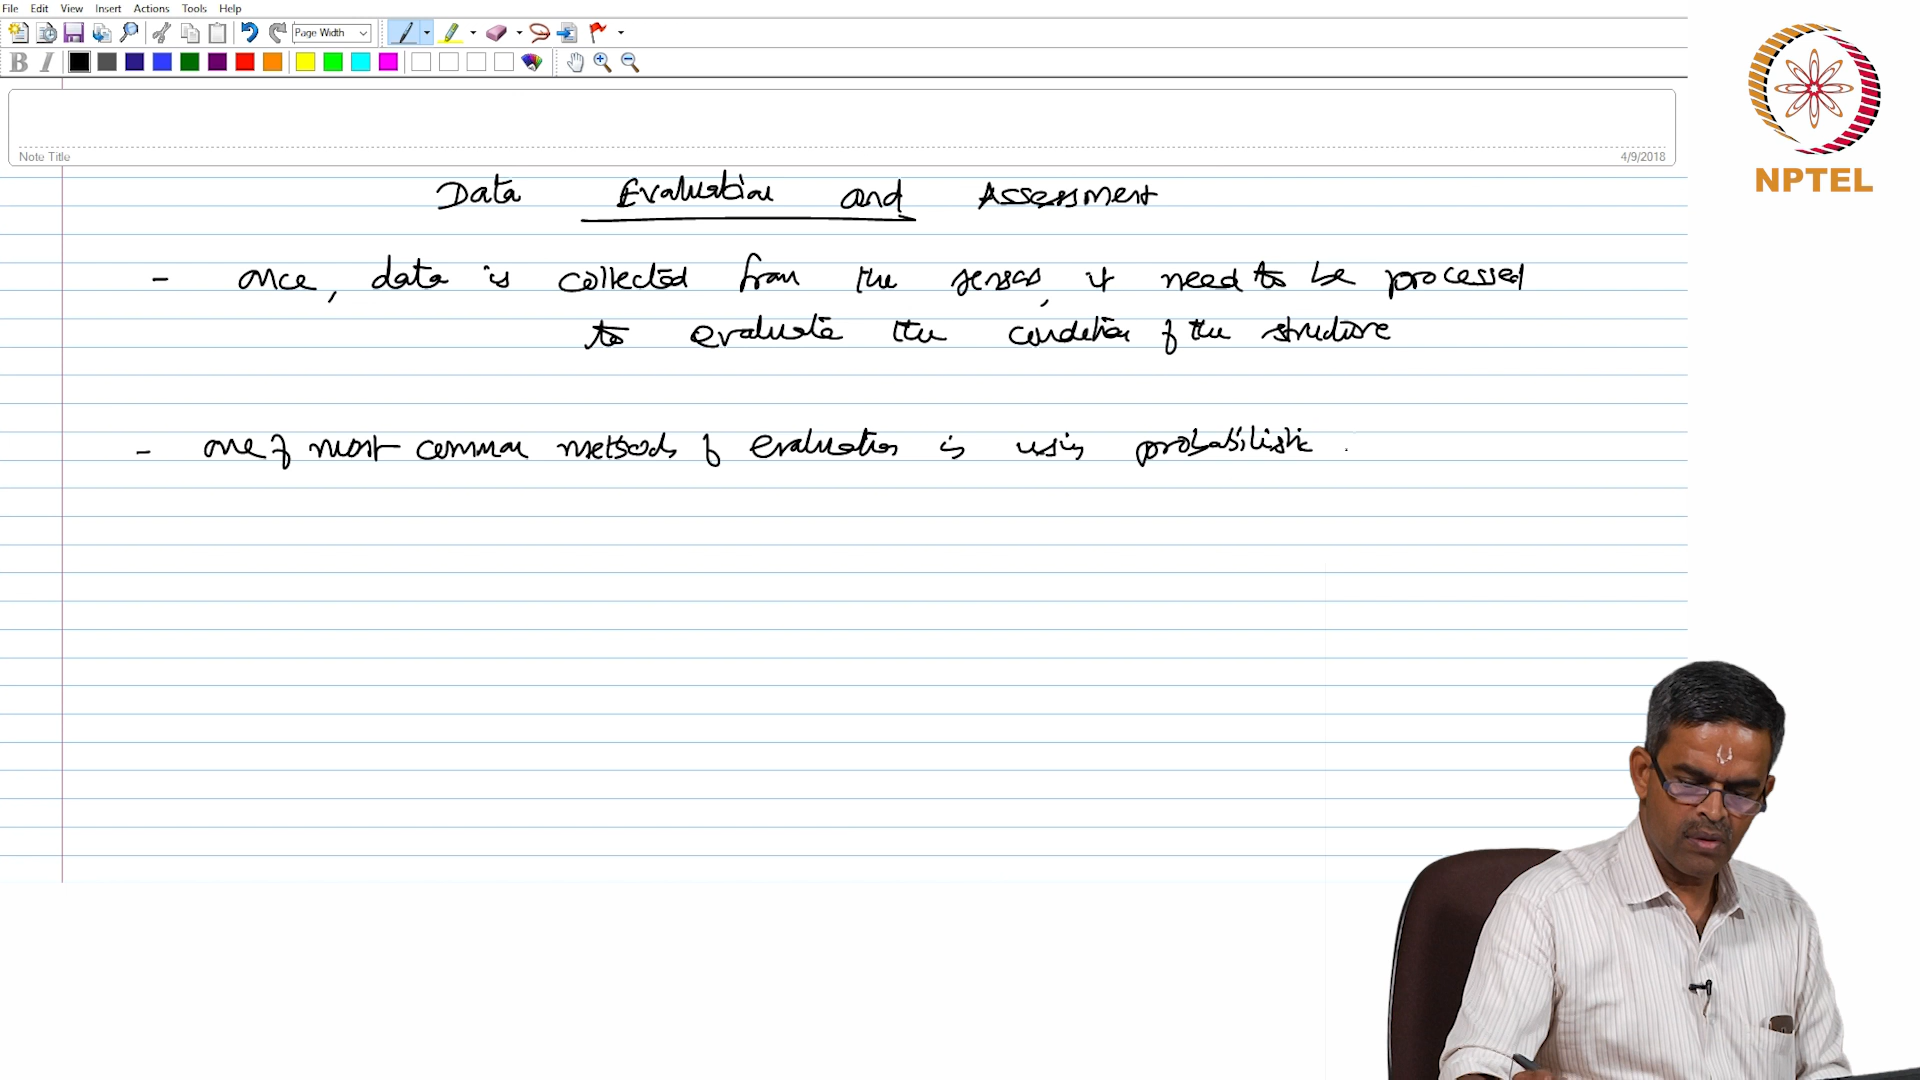 File Edit View Insert Actions Tools Help
Page Width
B I
Note Title 4/9/2018
NPTEL
Data Evaluation and Assessment
- once, data is collected from the sensors, it need to be processed
to evaluate the condition of the structure
- one of most common methods of evaluation is using probabilistic